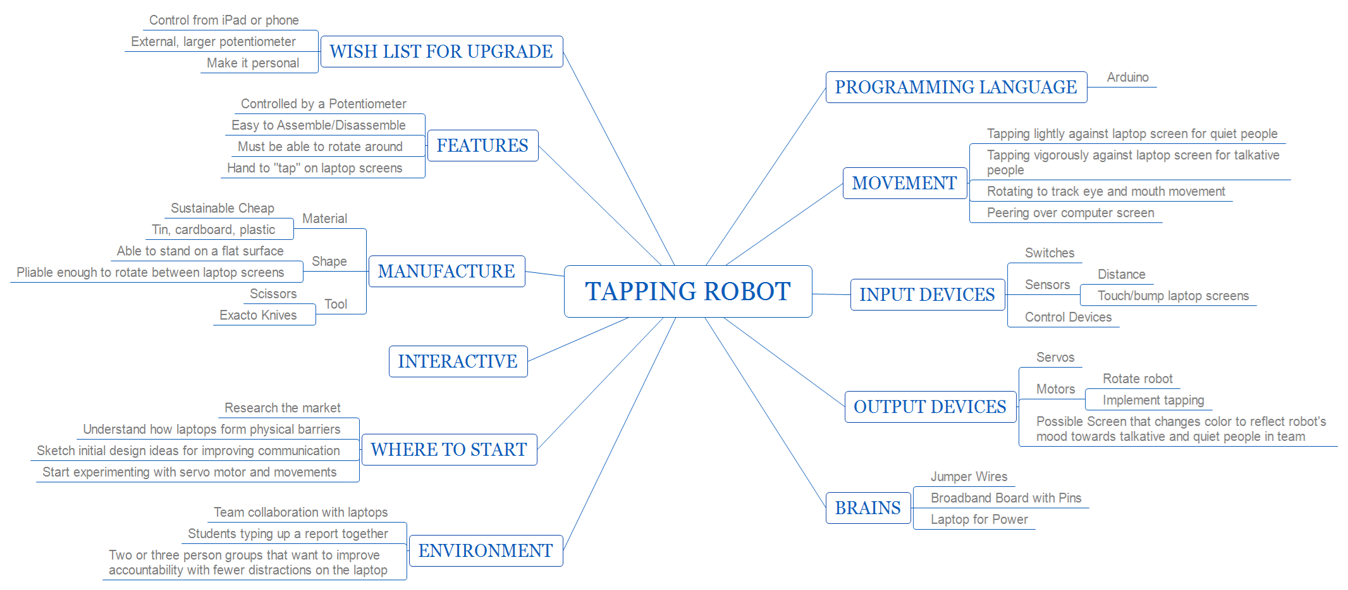 TAPPING ROBOT
WISH LIST FOR UPGRADE
Control from iPad or phone
External, larger potentiometer
Make it personal
FEATURES
Controlled by a Potentiometer
Easy to Assemble/Disassemble
Must be able to rotate around
Hand to "tap" on laptop screens
MANUFACTURE
Material
Sustainable Cheap
Tin, cardboard, plastic
Shape
Able to stand on a flat surface
Pliable enough to rotate between laptop screens
Tool
Scissors
Exacto Knives
INTERACTIVE
WHERE TO START
Research the market
Understand how laptops form physical barriers
Sketch initial design ideas for improving communication
Start experimenting with servo motor and movements
ENVIRONMENT
Team collaboration with laptops
Students typing up a report together
Two or three person groups that want to improve
accountability with fewer distractions on the laptop
PROGRAMMING LANGUAGE
Arduino
MOVEMENT
Tapping lightly against laptop screen for quiet people
Tapping vigorously against laptop screen for talkative
people
Rotating to track eye and mouth movement
Peering over computer screen
INPUT DEVICES
Switches
Sensors
Distance
Touch/bump laptop screens
Control Devices
OUTPUT DEVICES
Servos
Motors
Rotate robot
Implement tapping
Possible Screen that changes color to reflect robot's
mood towards talkative and quiet people in team
BRAINS
Jumper Wires
Broadband Board with Pins
Laptop for Power